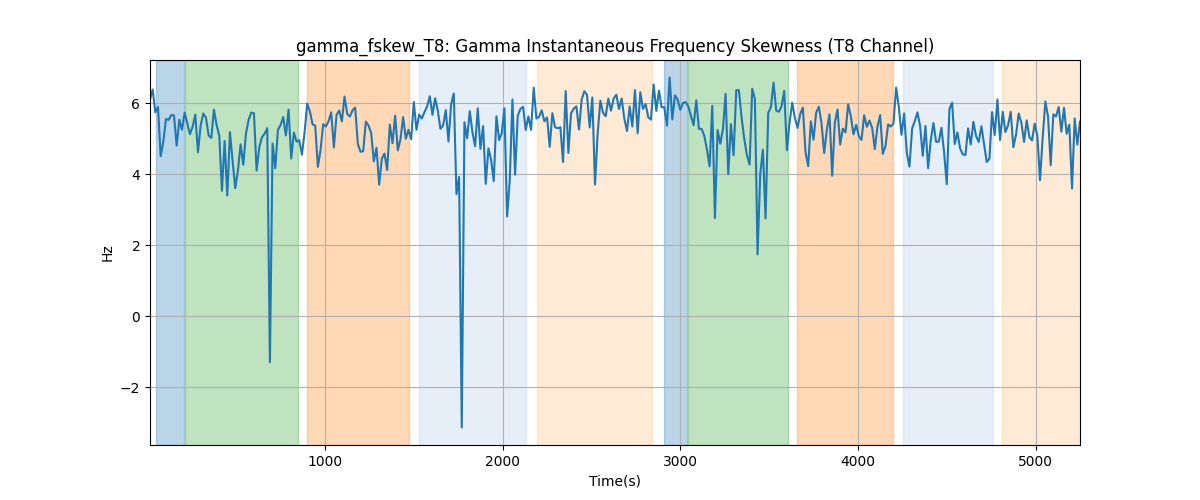 gamma_fskew_T8: Gamma Instantaneous Frequency Skewness (T8 Channel)
6
4
2
0
−2
Hz
1000 2000 3000 4000 5000
Time(s)